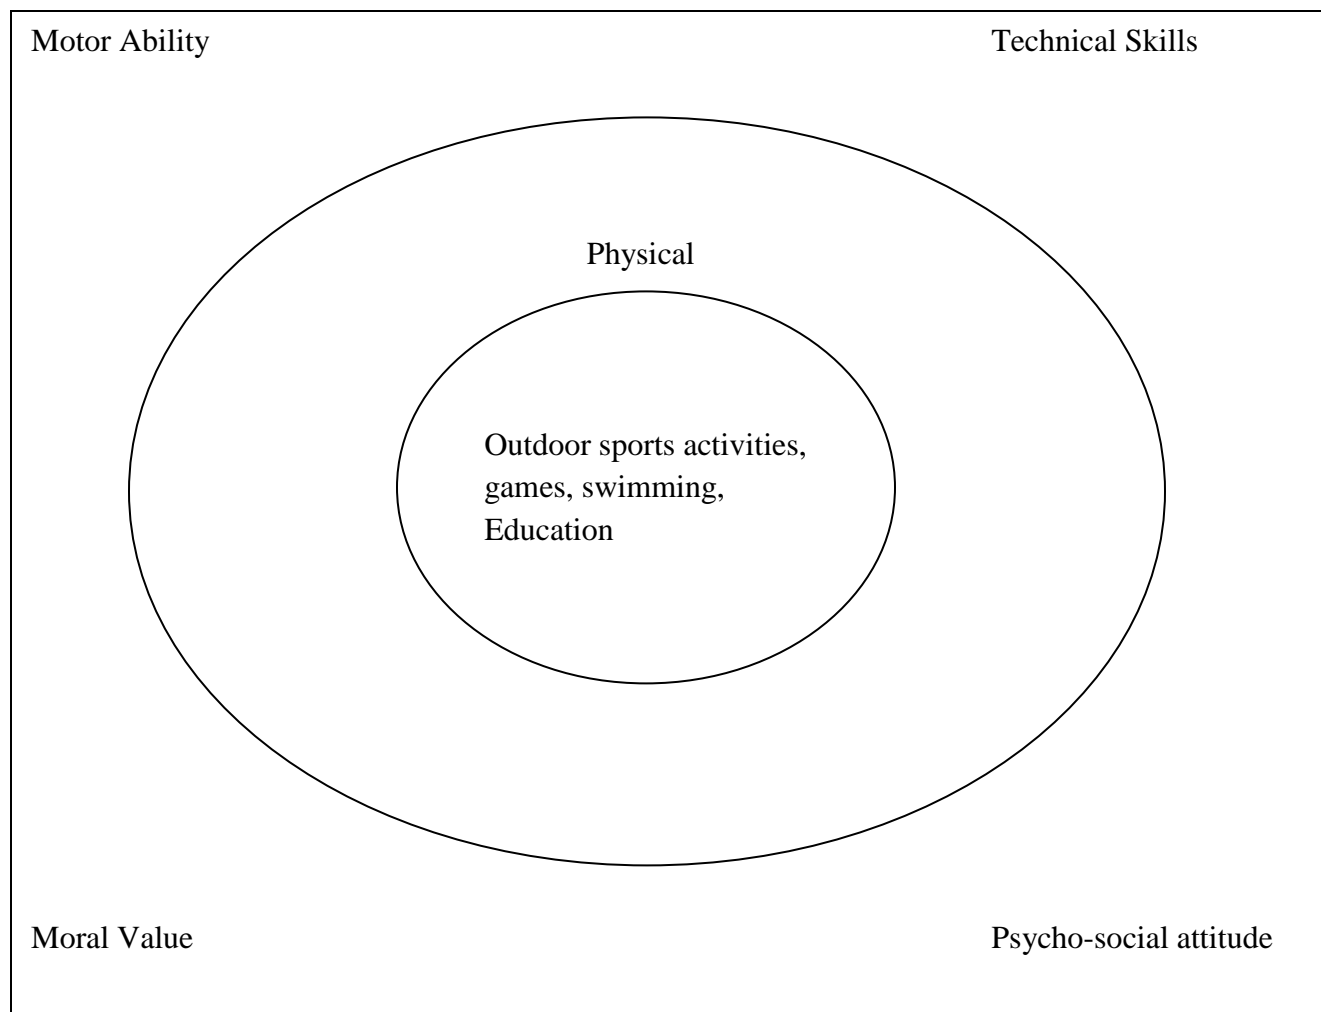 Motor Ability
Technical Skills
Physical
Outdoor sports activities,
games, swimming,
Education
Moral Value
Psycho-social attitude